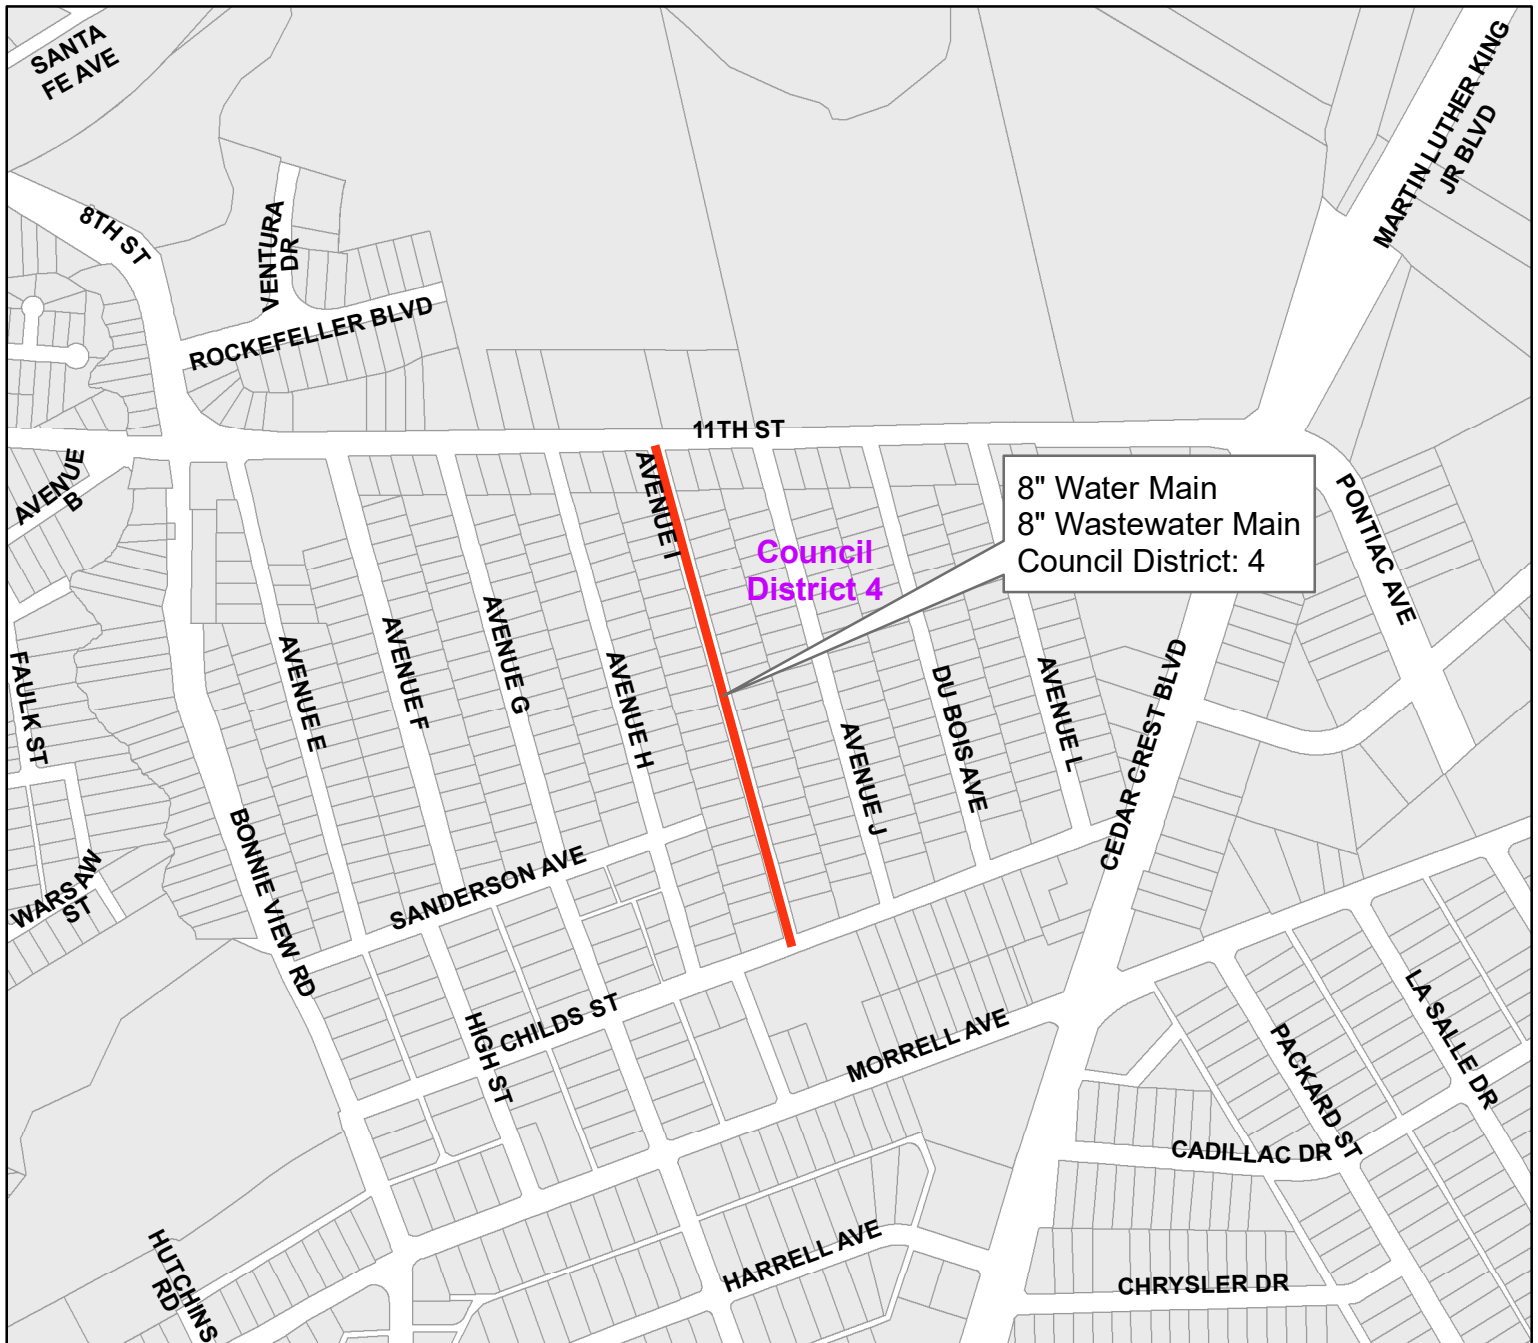 SANTA
FE AVE
MARTIN LUTHER KING
JR BLVD
8TH ST
VENTURA
DR
ROCKEFELLER BLVD
11TH ST
AVENUE
B
AVENUE I
8" Water Main
8" Wastewater Main
Council District: 4
Council
District 4
PONTIAC AVE
FAULK ST
AVENUE E
AVENUE F
AVENUE G
AVENUE H
AVENUE J
DU BOIS AVE
AVENUE L
CEDAR CREST BLVD
WARSAW
ST
BONNIE VIEW RD
SANDERSON AVE
HIGH ST
CHILDS ST
MORRELL AVE
PACKARD ST
LA SALLE DR
CADILLAC DR
HUTCHINS
RD
HARRELL AVE
CHRYSLER DR